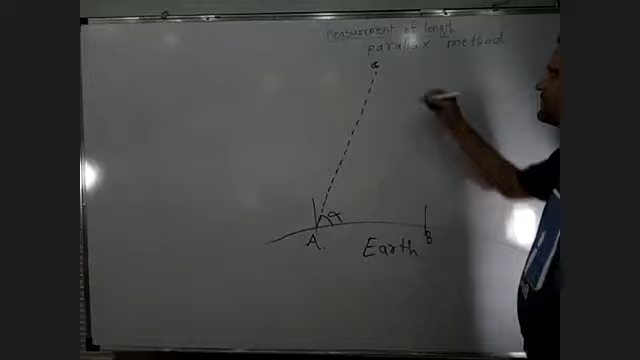 Measurement of length
parallax method
C
α
A
B
Earth